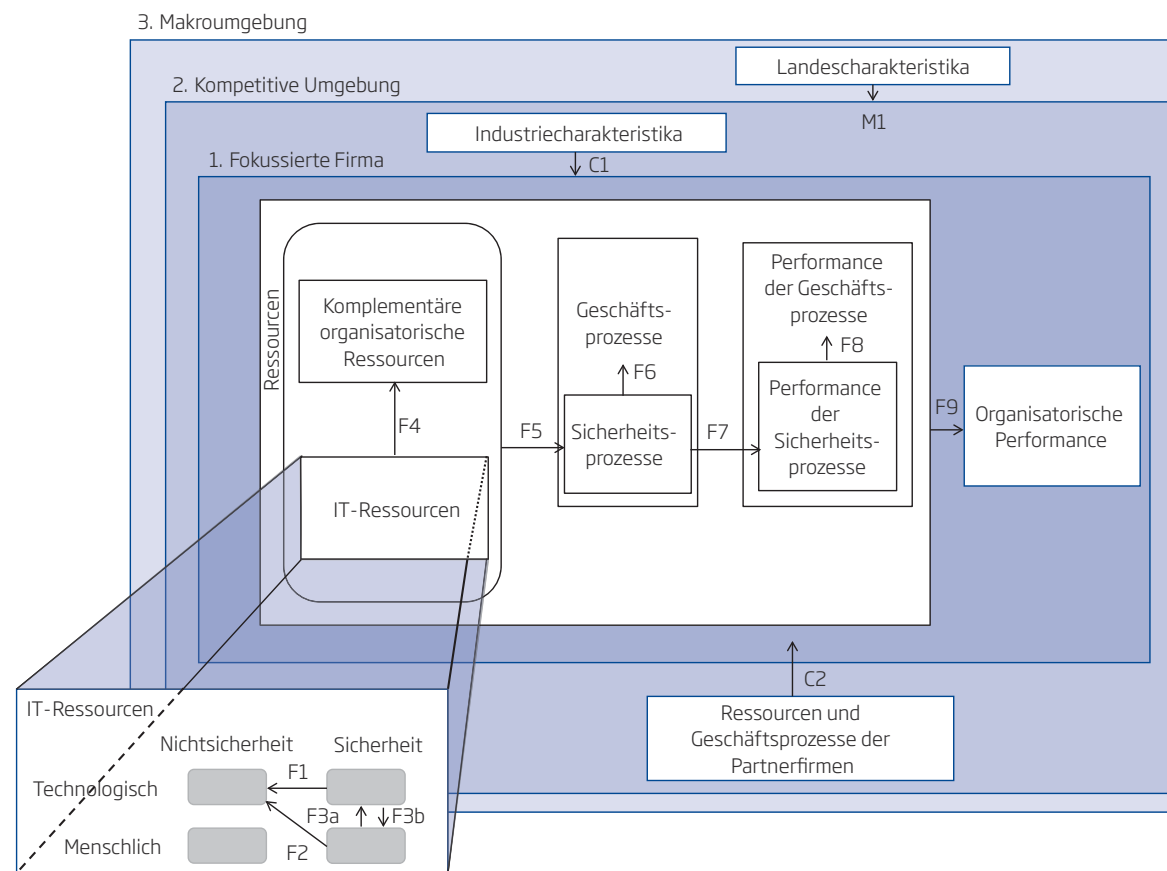 3. Makroumgebung
Landescharakteristika
2. Kompetitive Umgebung
M1
Industriecharakteristika
1. Fokussierte Firma
C1
Ressourcen
Komplementäre
organisatorische
Ressourcen
Geschäfts-
prozesse
Performance
der Geschäfts-
prozesse
F4
F5
F6
Sicherheits-
prozesse
F7
F8
Performance
der
Sicherheits-
prozesse
F9
Organisatorische
Performance
IT-Ressourcen
C2
Ressourcen und
Geschäftsprozesse der
Partnerfirmen
IT-Ressourcen
Nichtsicherheit
Sicherheit
Technologisch
F1
F3a
F3b
Menschlich
F2